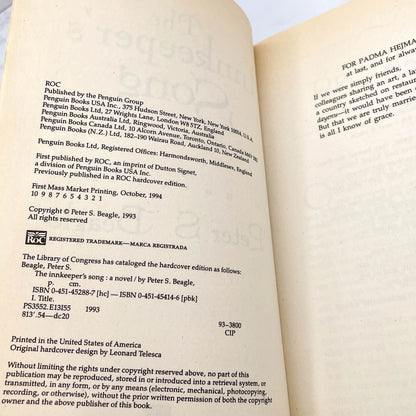 ROC
Published by the Penguin Group
Penguin Books USA Inc., 375 Hudson Street, New York, New York 10014, U.S.A.
Penguin Books Ltd, 27 Wrights Lane, London W8 5TZ, England
Penguin Books Australia Ltd, Ringwood, Victoria, Australia
Penguin Books Canada Ltd, 10 Alcorn Avenue, Toronto, Ontario, Canada M4V 3B2
Penguin Books (N.Z.) Ltd, 182–190 Wairau Road, Auckland 10, New Zealand
Penguin Books Ltd, Registered Offices: Harmondsworth, Middlesex, England
First published by ROC, an imprint of Dutton Signet,
a division of Penguin Books USA Inc.
Previously published in a ROC hardcover edition.
First Mass Market Printing, October, 1994
10 9 8 7 6 5 4 3 2 1
Copyright © Peter S. Beagle, 1993
All rights reserved
ROC REGISTERED TRADEMARK—MARCA REGISTRADA
The Library of Congress has cataloged the hardcover edition as follows:
Beagle, Peter S.
The innkeeper's song : a novel / by Peter S. Beagle.
p. cm.
ISBN 0-451-45288-7 [hc] — ISBN 0-451-45414-6 [pbk]
I. Title.
PS3552.E13I55 1993
813'.54—dc20 93-3800
CIP
Printed in the United States of America
Original hardcover design by Leonard Telesca
Without limiting the rights under copyright reserved above, no part of this
publication may be reproduced, stored in or introduced into a retrieval system, or
transmitted, in any form, or by any means (electronic, mechanical, photocopying,
recording, or otherwise), without the prior written permission of both the copyright
owner and the above publisher of this book.
FOR PADMA HEJMA
at last, and for alwa
If we were simply friends,
colleagues sharing an art, a lan
a country sketched on restaur
dayenu—it would have been e
But that we are married
is all I know of grace.